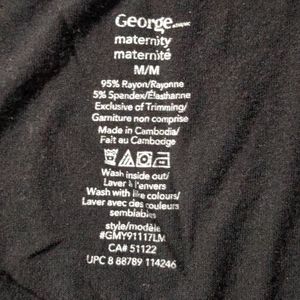 George
maternity
maternité
M/M
95% Rayon/Rayonne
5% Spandex/Élasthanne
Exclusive of Trimming/
Garniture non comprise
Made in Cambodia/
Fait au Cambodge
Wash inside out/
Laver à l'envers
Wash with like colours/
Laver avec des couleurs
semblables
style/modèle
#GMY91117LM
CA# 51122
UPC 8 88789 114246